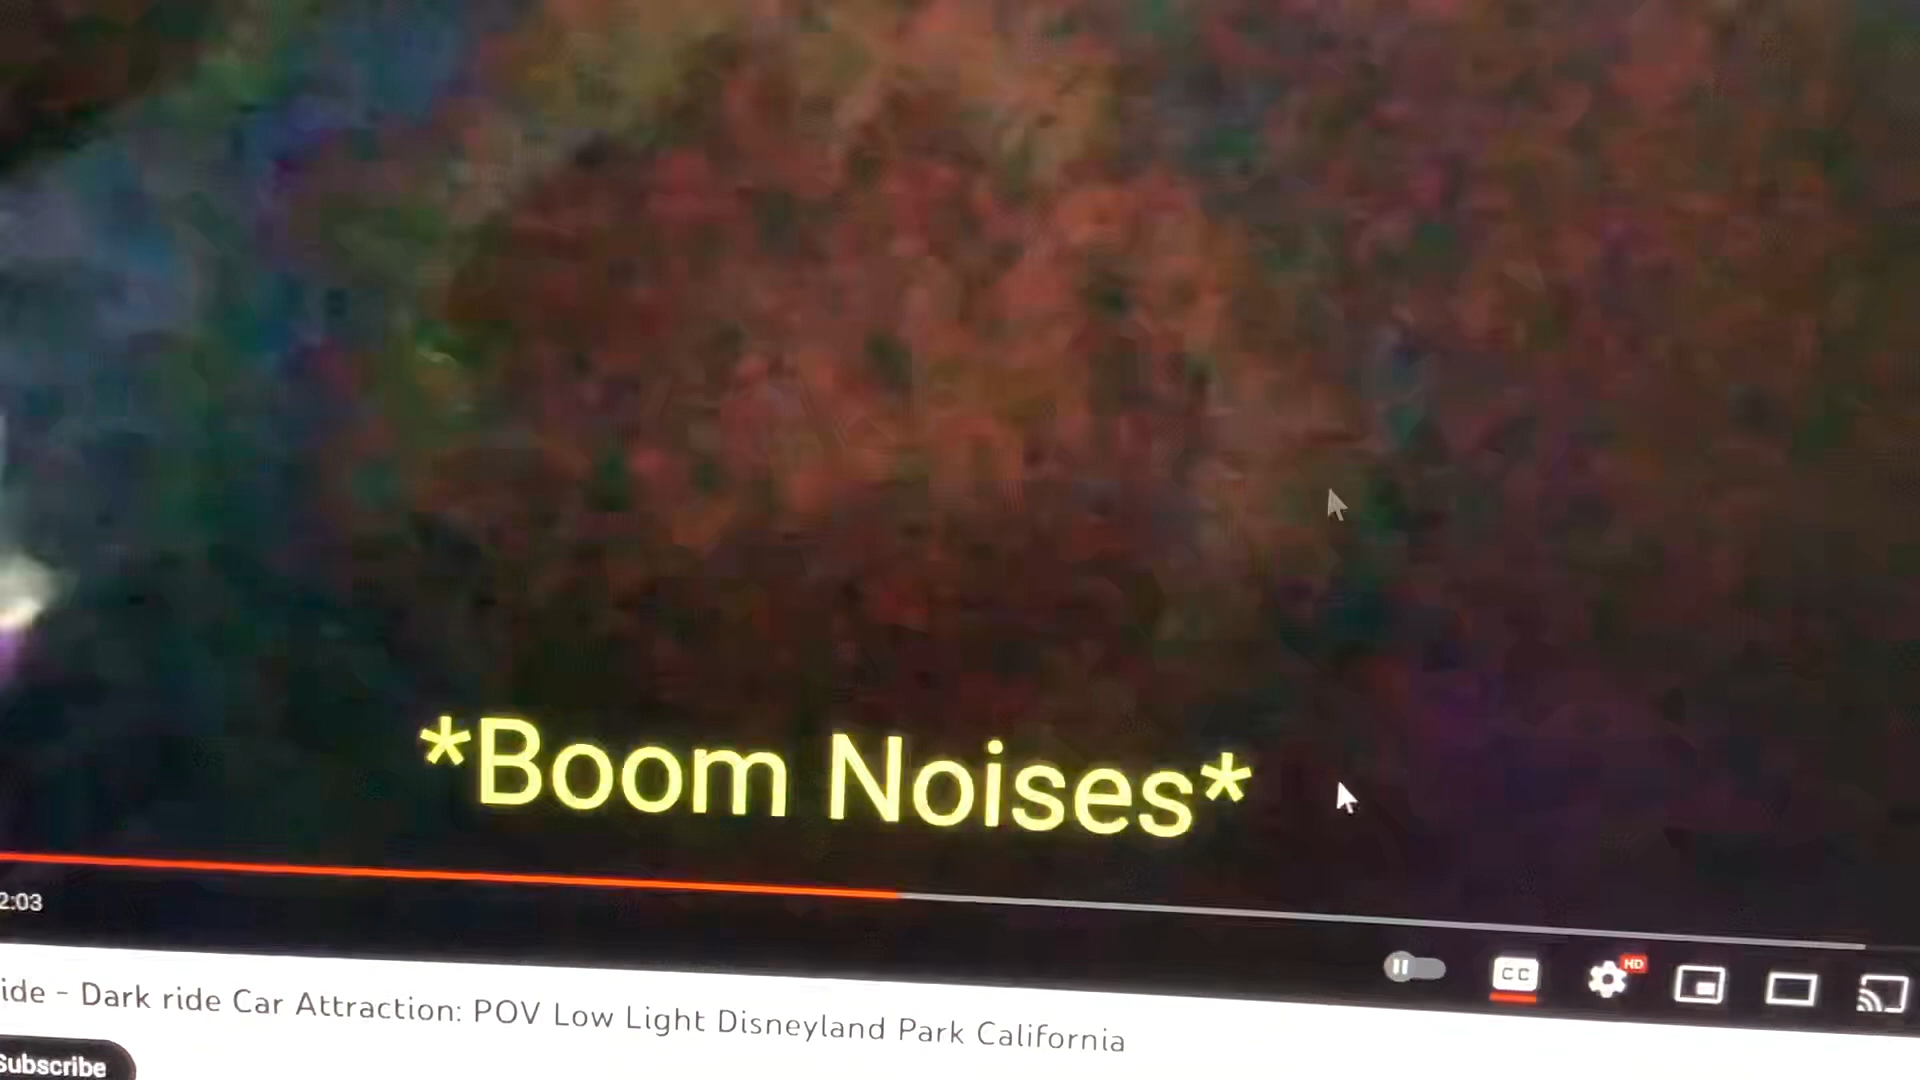 *Boom Noises*
2:03
CC
HD
ide – Dark ride Car Attraction: POV Low Light Disneyland Park California
Subscribe